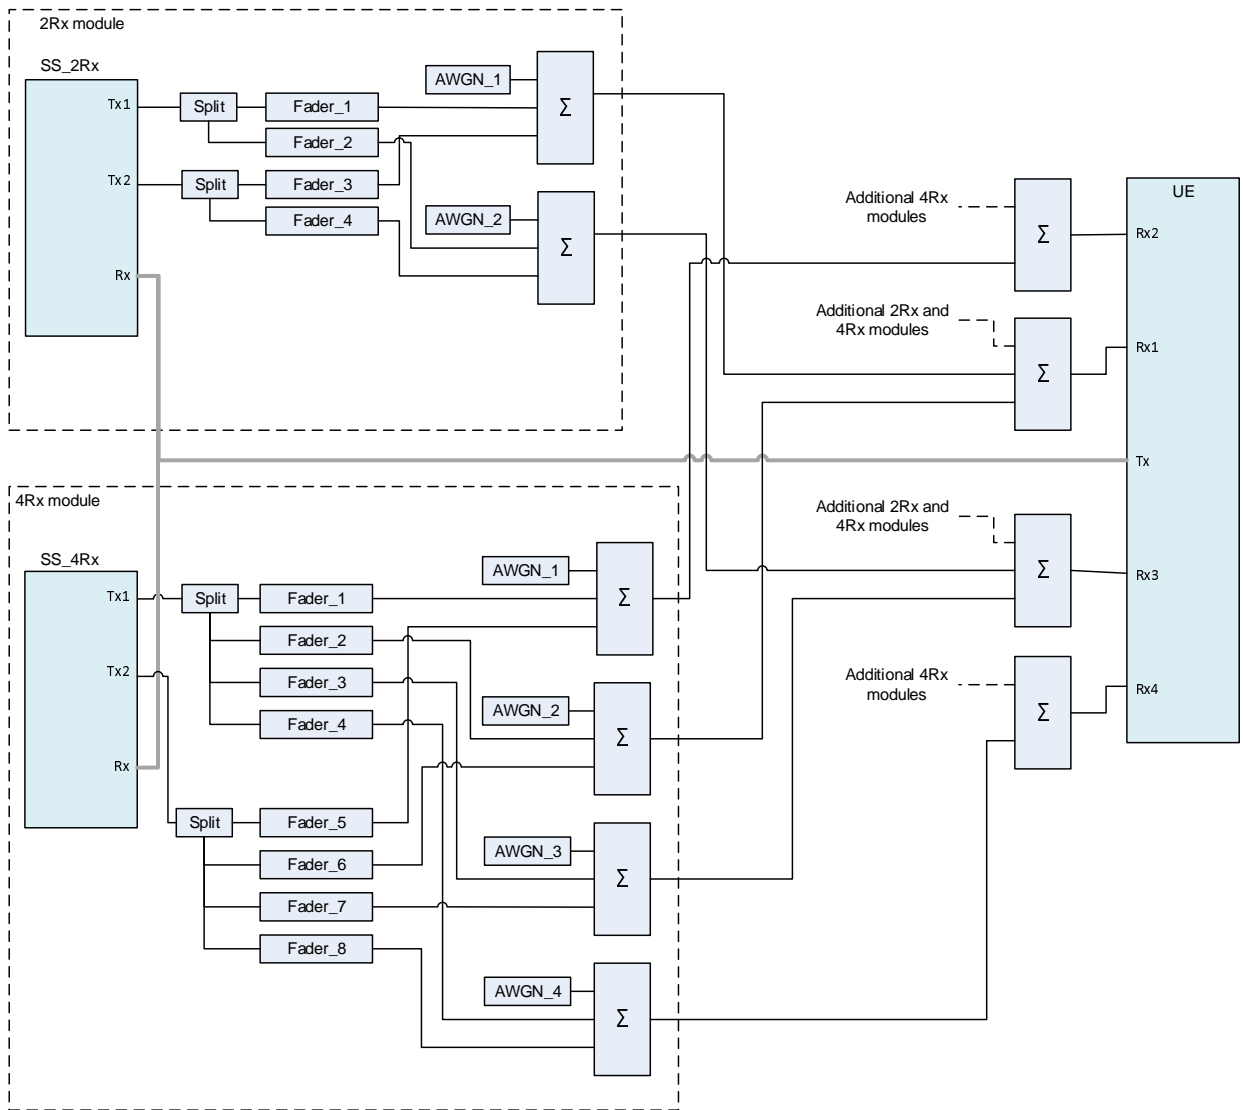 2Rx module
SS_2Rx
Tx1
Split
Fader_1
AWGN_1
Σ
Fader_2
Tx2
Split
Fader_3
Fader_4
AWGN_2
Σ
Rx
4Rx module
SS_4Rx
Tx1
Split
Fader_1
AWGN_1
Σ
Fader_2
Tx2
Fader_3
Fader_4
AWGN_2
Σ
Rx
Split
Fader_5
Fader_6
AWGN_3
Σ
Fader_7
Fader_8
AWGN_4
Σ
Additional 4Rx
modules
Σ
Additional 2Rx and
4Rx modules
Σ
Additional 2Rx and
4Rx modules
Σ
Additional 4Rx
modules
Σ
UE
Rx2
Rx1
Tx
Rx3
Rx4